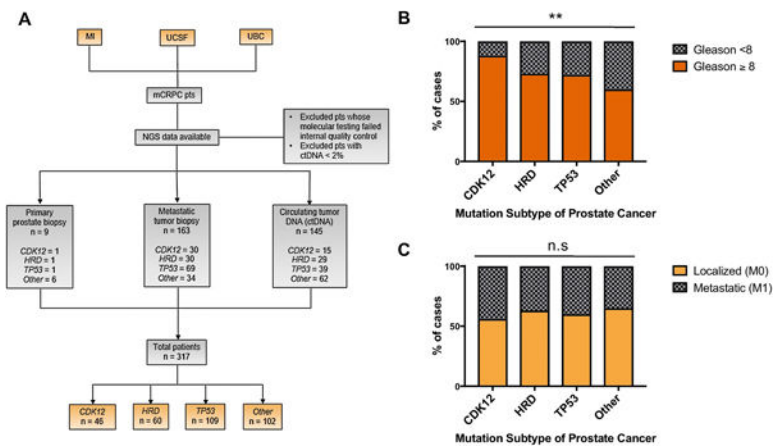 A
MI
UCSF
UBC
mCRPC pts
NGS data available
• Excluded pts whose
molecular testing failed
internal quality control
• Excluded pts with
ctDNA < 2%
Primary
prostate biopsy
n = 9
CDK12 = 1
HRD = 1
TP53 = 1
Other = 6
Metastatic
tumor biopsy
n = 163
CDK12 = 30
HRD = 30
TP53 = 69
Other = 34
Circulating tumor
DNA (ctDNA)
n = 145
CDK12 = 15
HRD = 29
TP53 = 39
Other = 62
Total patients
n = 317
CDK12
n = 46
HRD
n = 60
TP53
n = 109
Other
n = 102
B
**
100
50
0
% of cases
CDK12
HRD
TP53
Other
Mutation Subtype of Prostate Cancer
Gleason <8
Gleason ≥ 8
C
n.s
100
50
0
% of cases
CDK12
HRD
TP53
Other
Mutation Subtype of Prostate Cancer
Localized (M0)
Metastatic (M1)